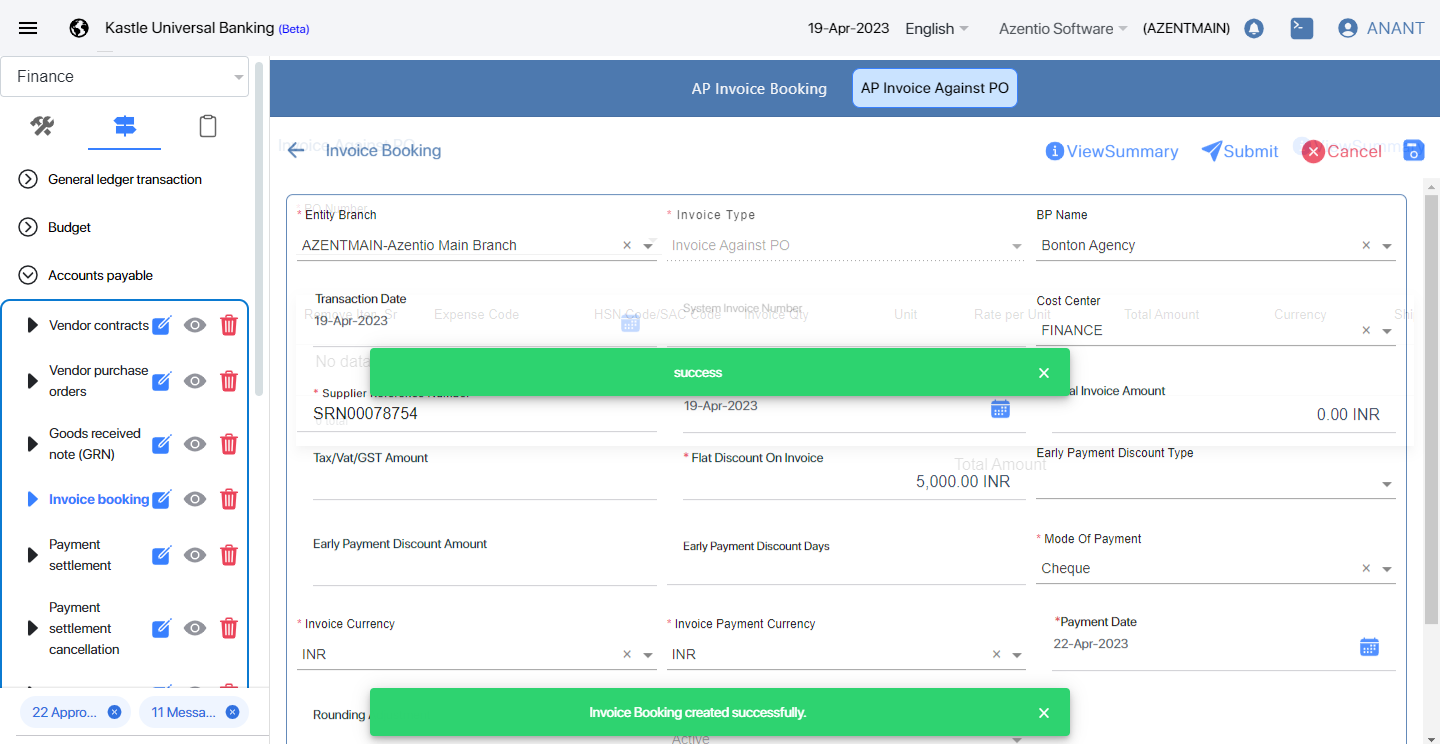 Kastle Universal Banking (Beta)
19-Apr-2023
English
Azentio Software
(AZENTMAIN)
ANANT
Finance
General ledger transaction
Budget
Accounts payable
Vendor contracts
Vendor purchase
orders
Goods received
note (GRN)
Invoice booking
Payment
settlement
Payment
settlement
cancellation
22 Appro...
11 Messa...
AP Invoice Booking
AP Invoice Against PO
Invoice Against PO
Invoice Booking
ViewSummary
Submit
Cancel
* PO Number
* Entity Branch
* Invoice Type
BP Name
AZENTMAIN-Azentio Main Branch
Invoice Against PO
Bonton Agency
Transaction Date
System Invoice Number
Cost Center
Sr
Expense Code
HSN Code/SAC Code
Invoice Qty
Unit
Rate per Unit
Total Amount
Currency
Shi
19-Apr-2023
FINANCE
No data
success
* Supplier Reference Number
al Invoice Amount
SRN00078754
19-Apr-2023
0.00 INR
Tax/Vat/GST Amount
* Flat Discount On Invoice
Total Amount
Early Payment Discount Type
5,000.00 INR
Early Payment Discount Amount
Early Payment Discount Days
* Mode Of Payment
Cheque
* Invoice Currency
* Invoice Payment Currency
*Payment Date
INR
INR
22-Apr-2023
Rounding
Invoice Booking created successfully.
Active